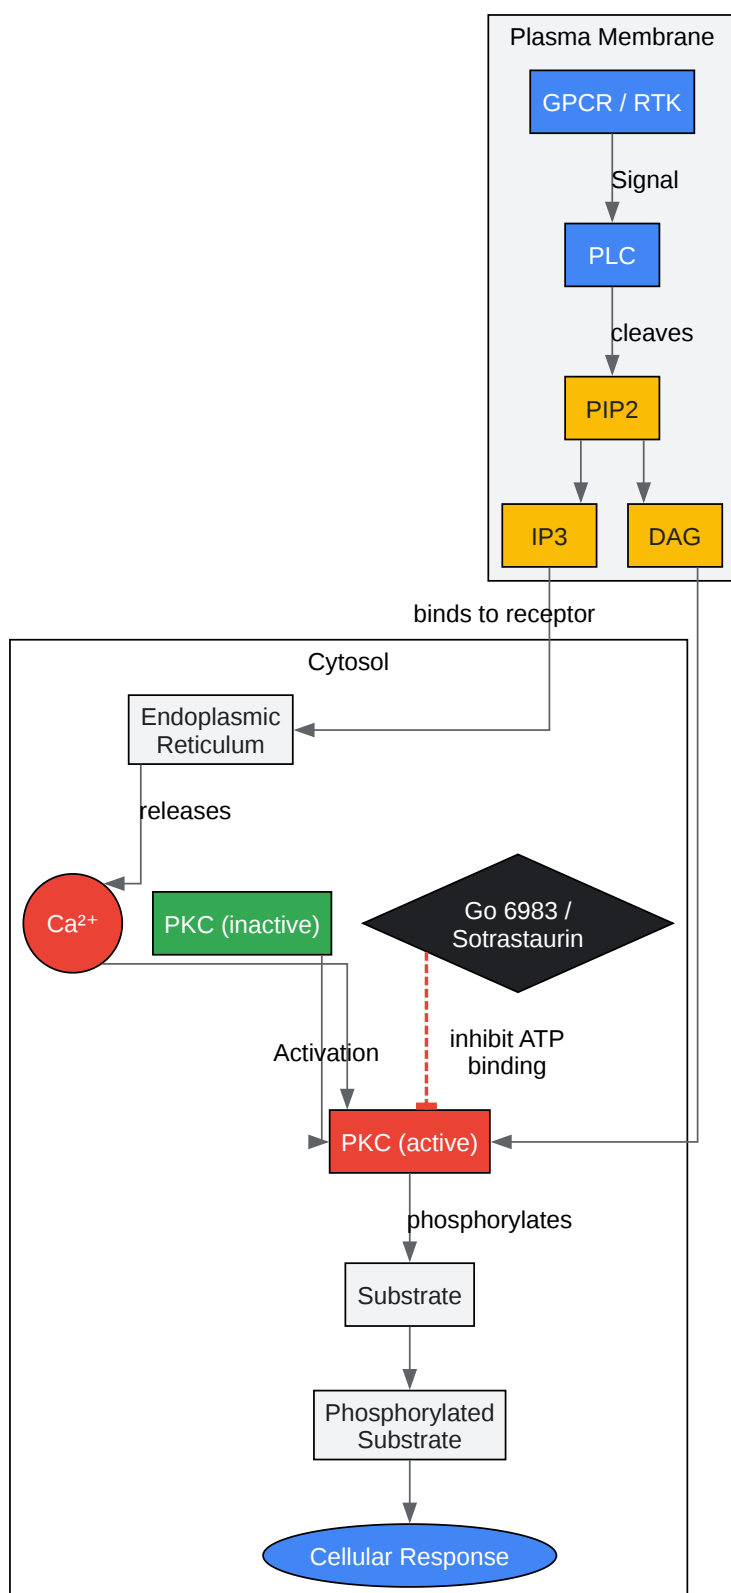 Plasma Membrane
GPCR / RTK
Signal
PLC
cleaves
PIP2
IP3
DAG
binds to receptor
Cytosol
Endoplasmic
Reticulum
releases
Ca²⁺
PKC (inactive)
Go 6983 /
Sotrastaurin
Activation
inhibit ATP
binding
PKC (active)
phosphorylates
Substrate
Phosphorylated
Substrate
Cellular Response